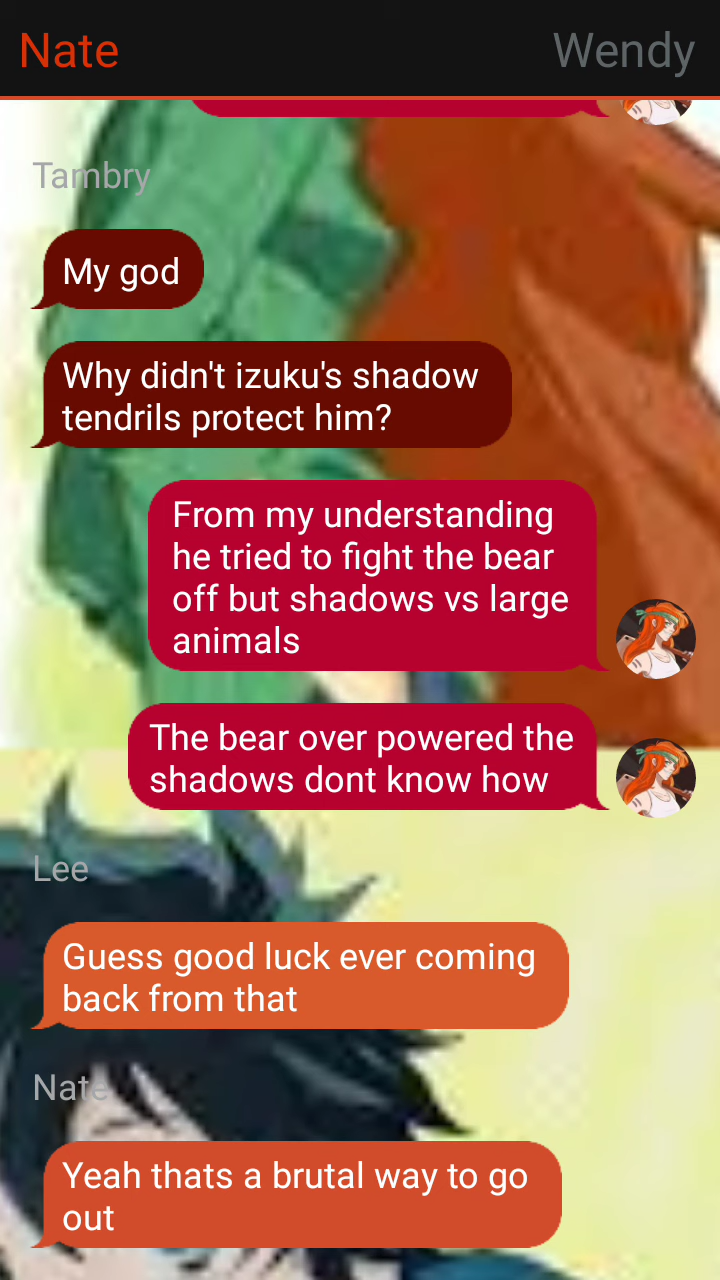 Nate
Wendy
Tambry
My god
Why didn't izuku's shadow
tendrils protect him?
From my understanding
he tried to fight the bear
off but shadows vs large
animals
The bear over powered the
shadows dont know how
Lee
Guess good luck ever coming
back from that
Nate
Yeah thats a brutal way to go
out